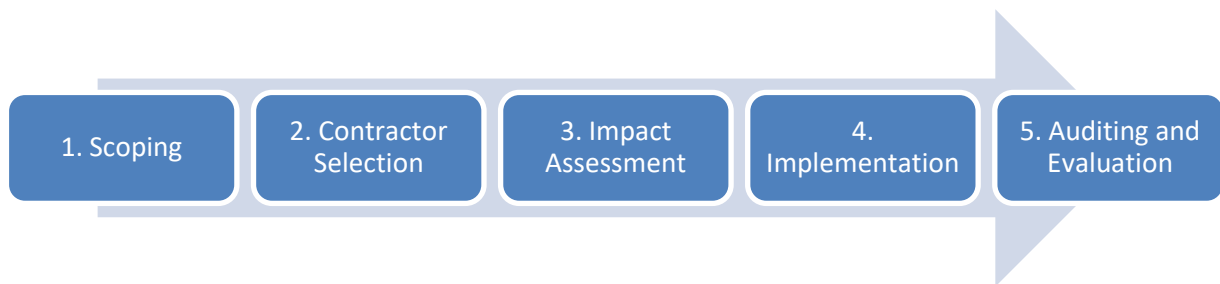 1. Scoping
2. Contractor
Selection
3. Impact
Assessment
4.
Implementation
5. Auditing and
Evaluation